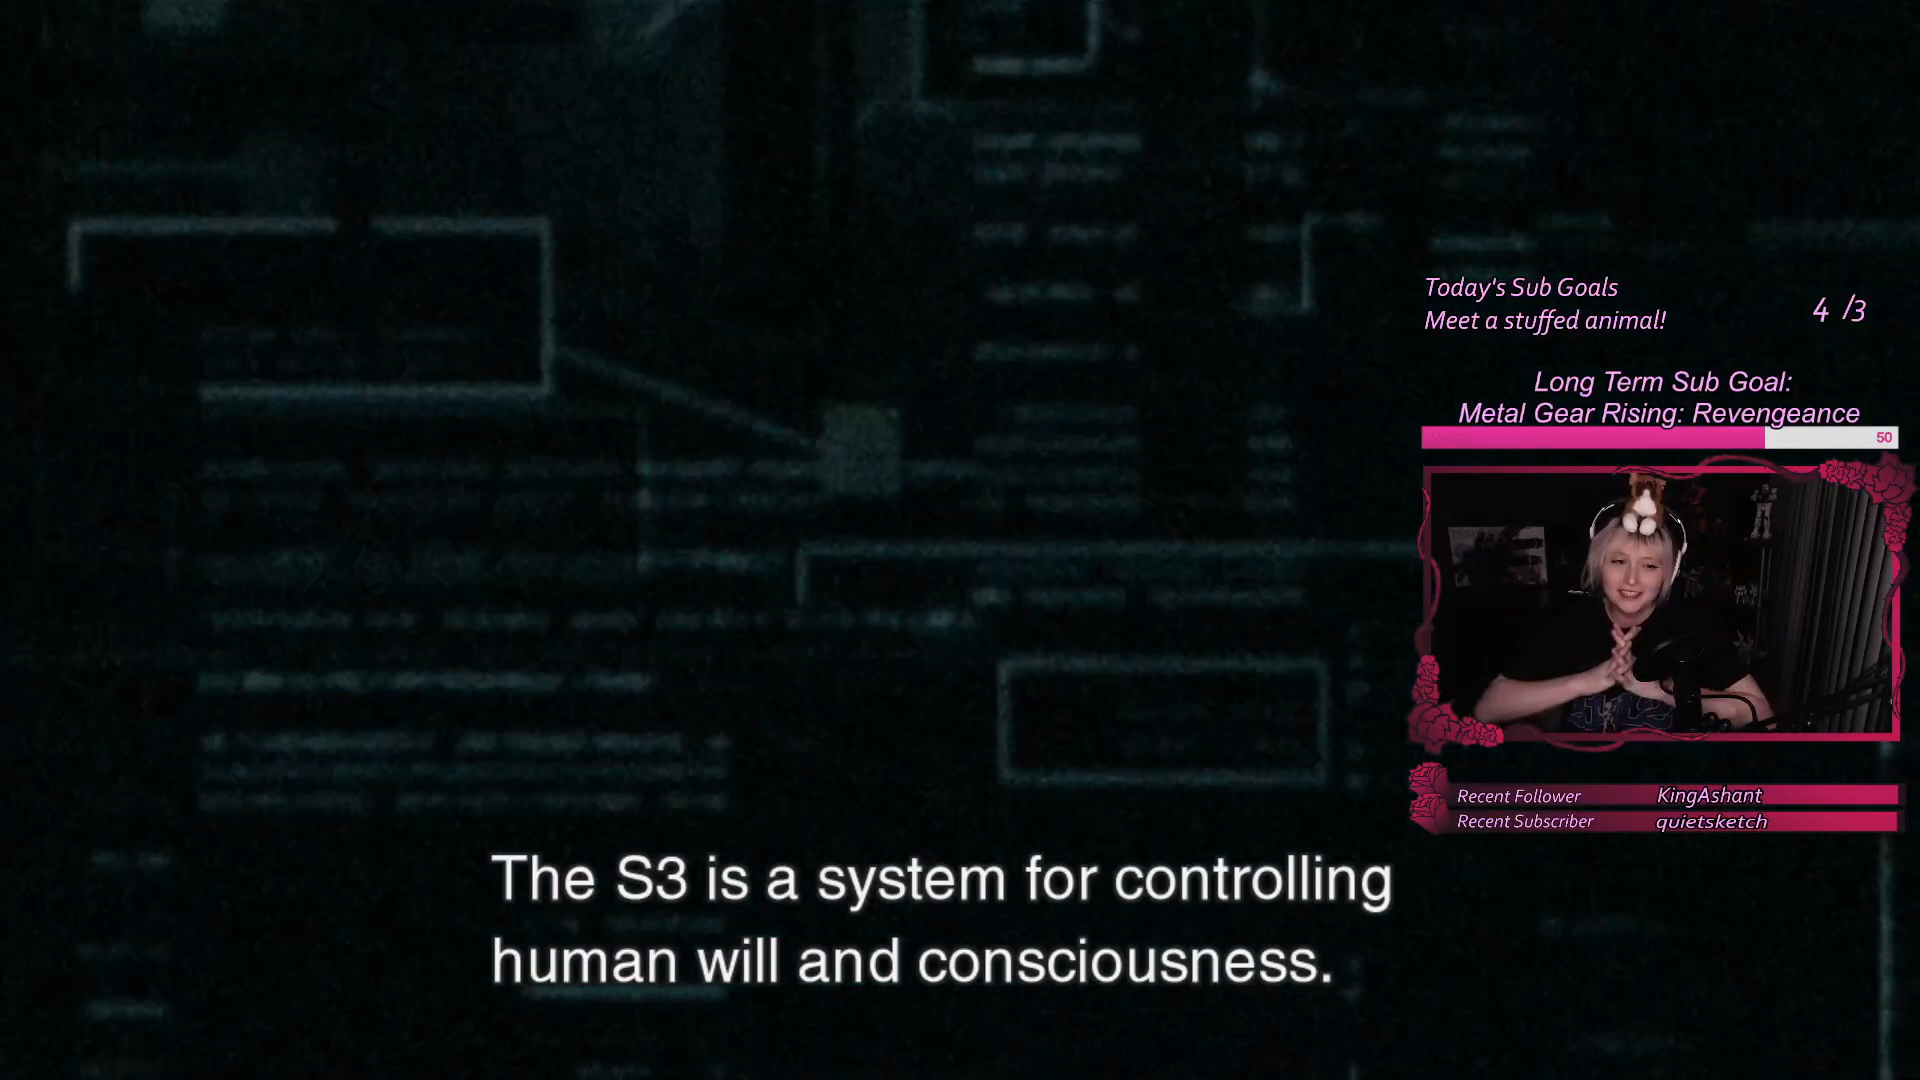 Today's Sub Goals
Meet a stuffed animal!
4 /3
Long Term Sub Goal:
Metal Gear Rising: Revengeance
50
Recent Follower KingAshant
Recent Subscriber quietsketch
The S3 is a system for controlling
human will and consciousness.